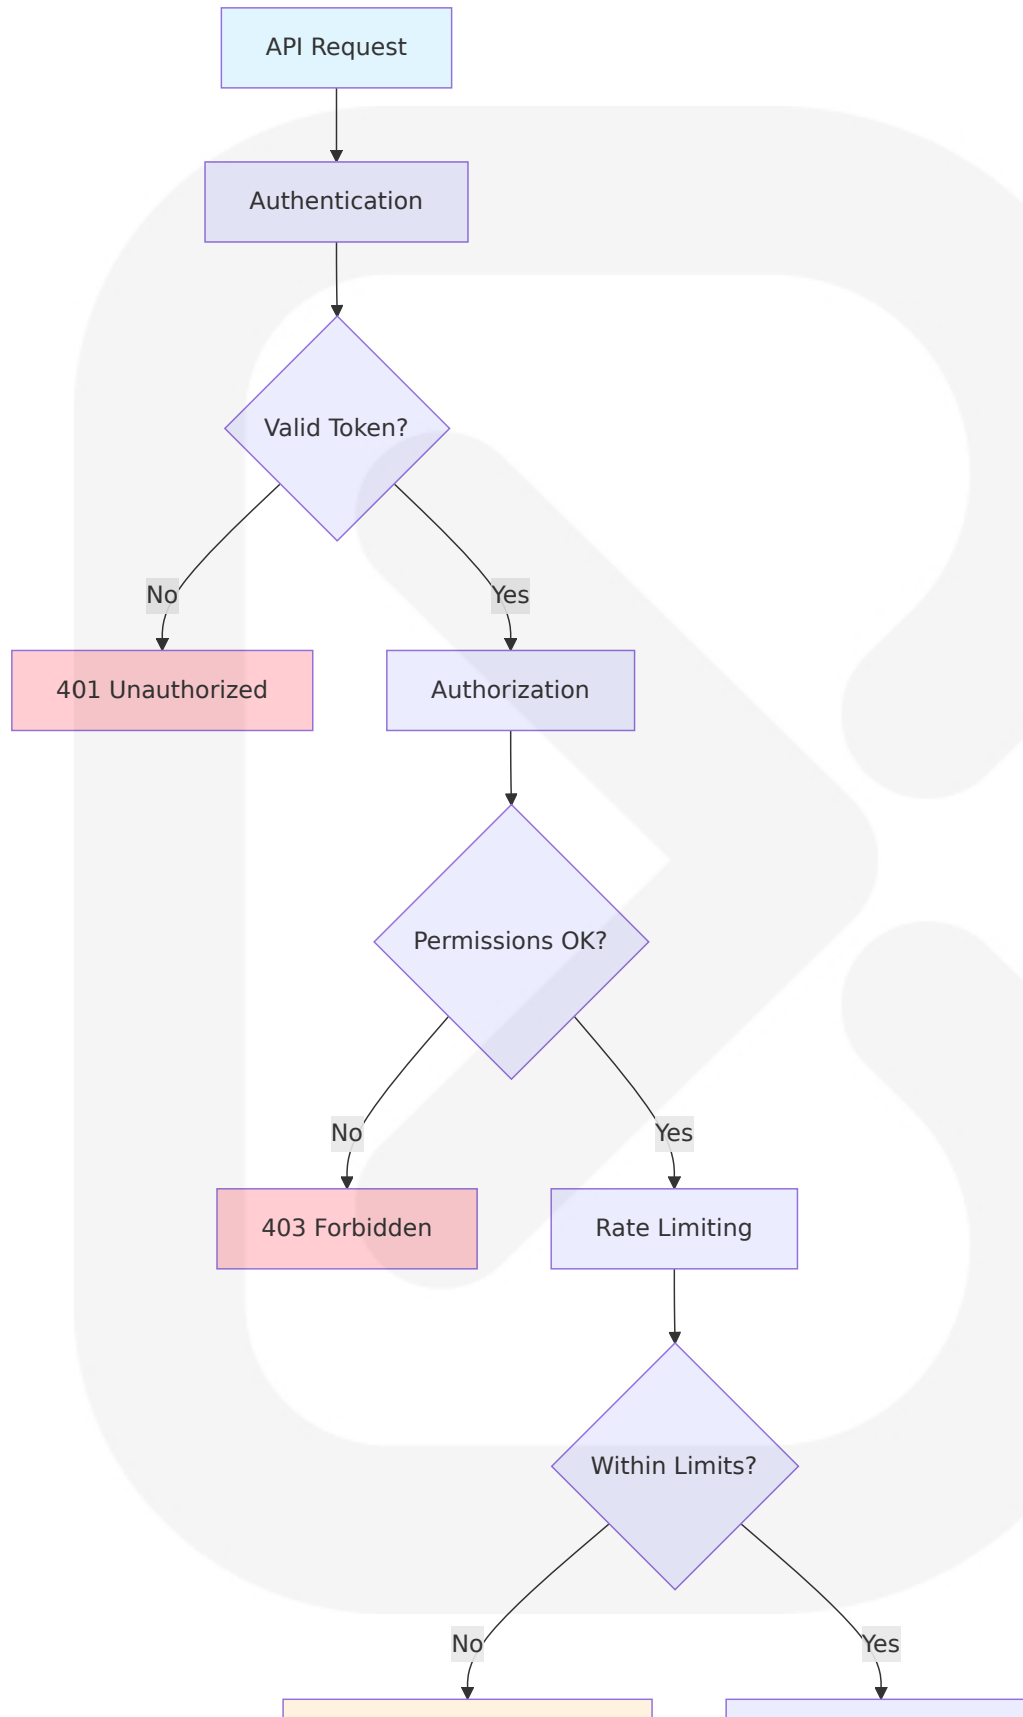 API Request
Authentication
Valid Token?
No
Yes
401 Unauthorized
Authorization
Permissions OK?
No
Yes
403 Forbidden
Rate Limiting
Within Limits?
No
Yes